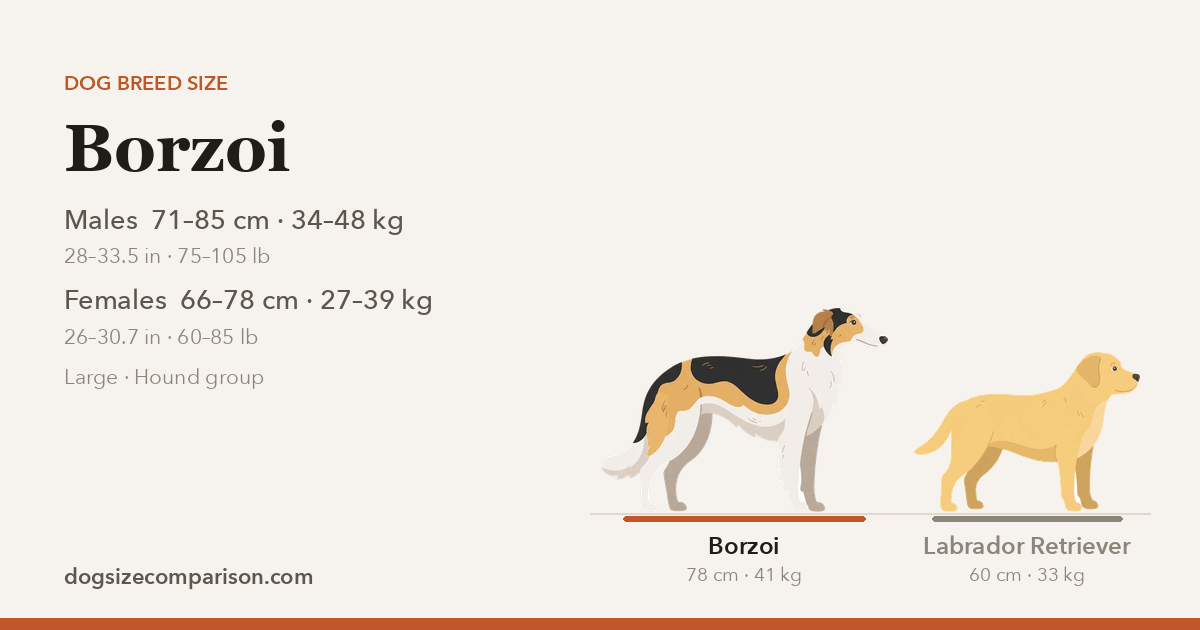 DOG BREED SIZE
Borzoi
Males 71–85 cm · 34–48 kg
28–33.5 in · 75–105 lb
Females 66–78 cm · 27–39 kg
26–30.7 in · 60–85 lb
Large · Hound group
Borzoi
78 cm · 41 kg
Labrador Retriever
60 cm · 33 kg
dogsizecomparison.com